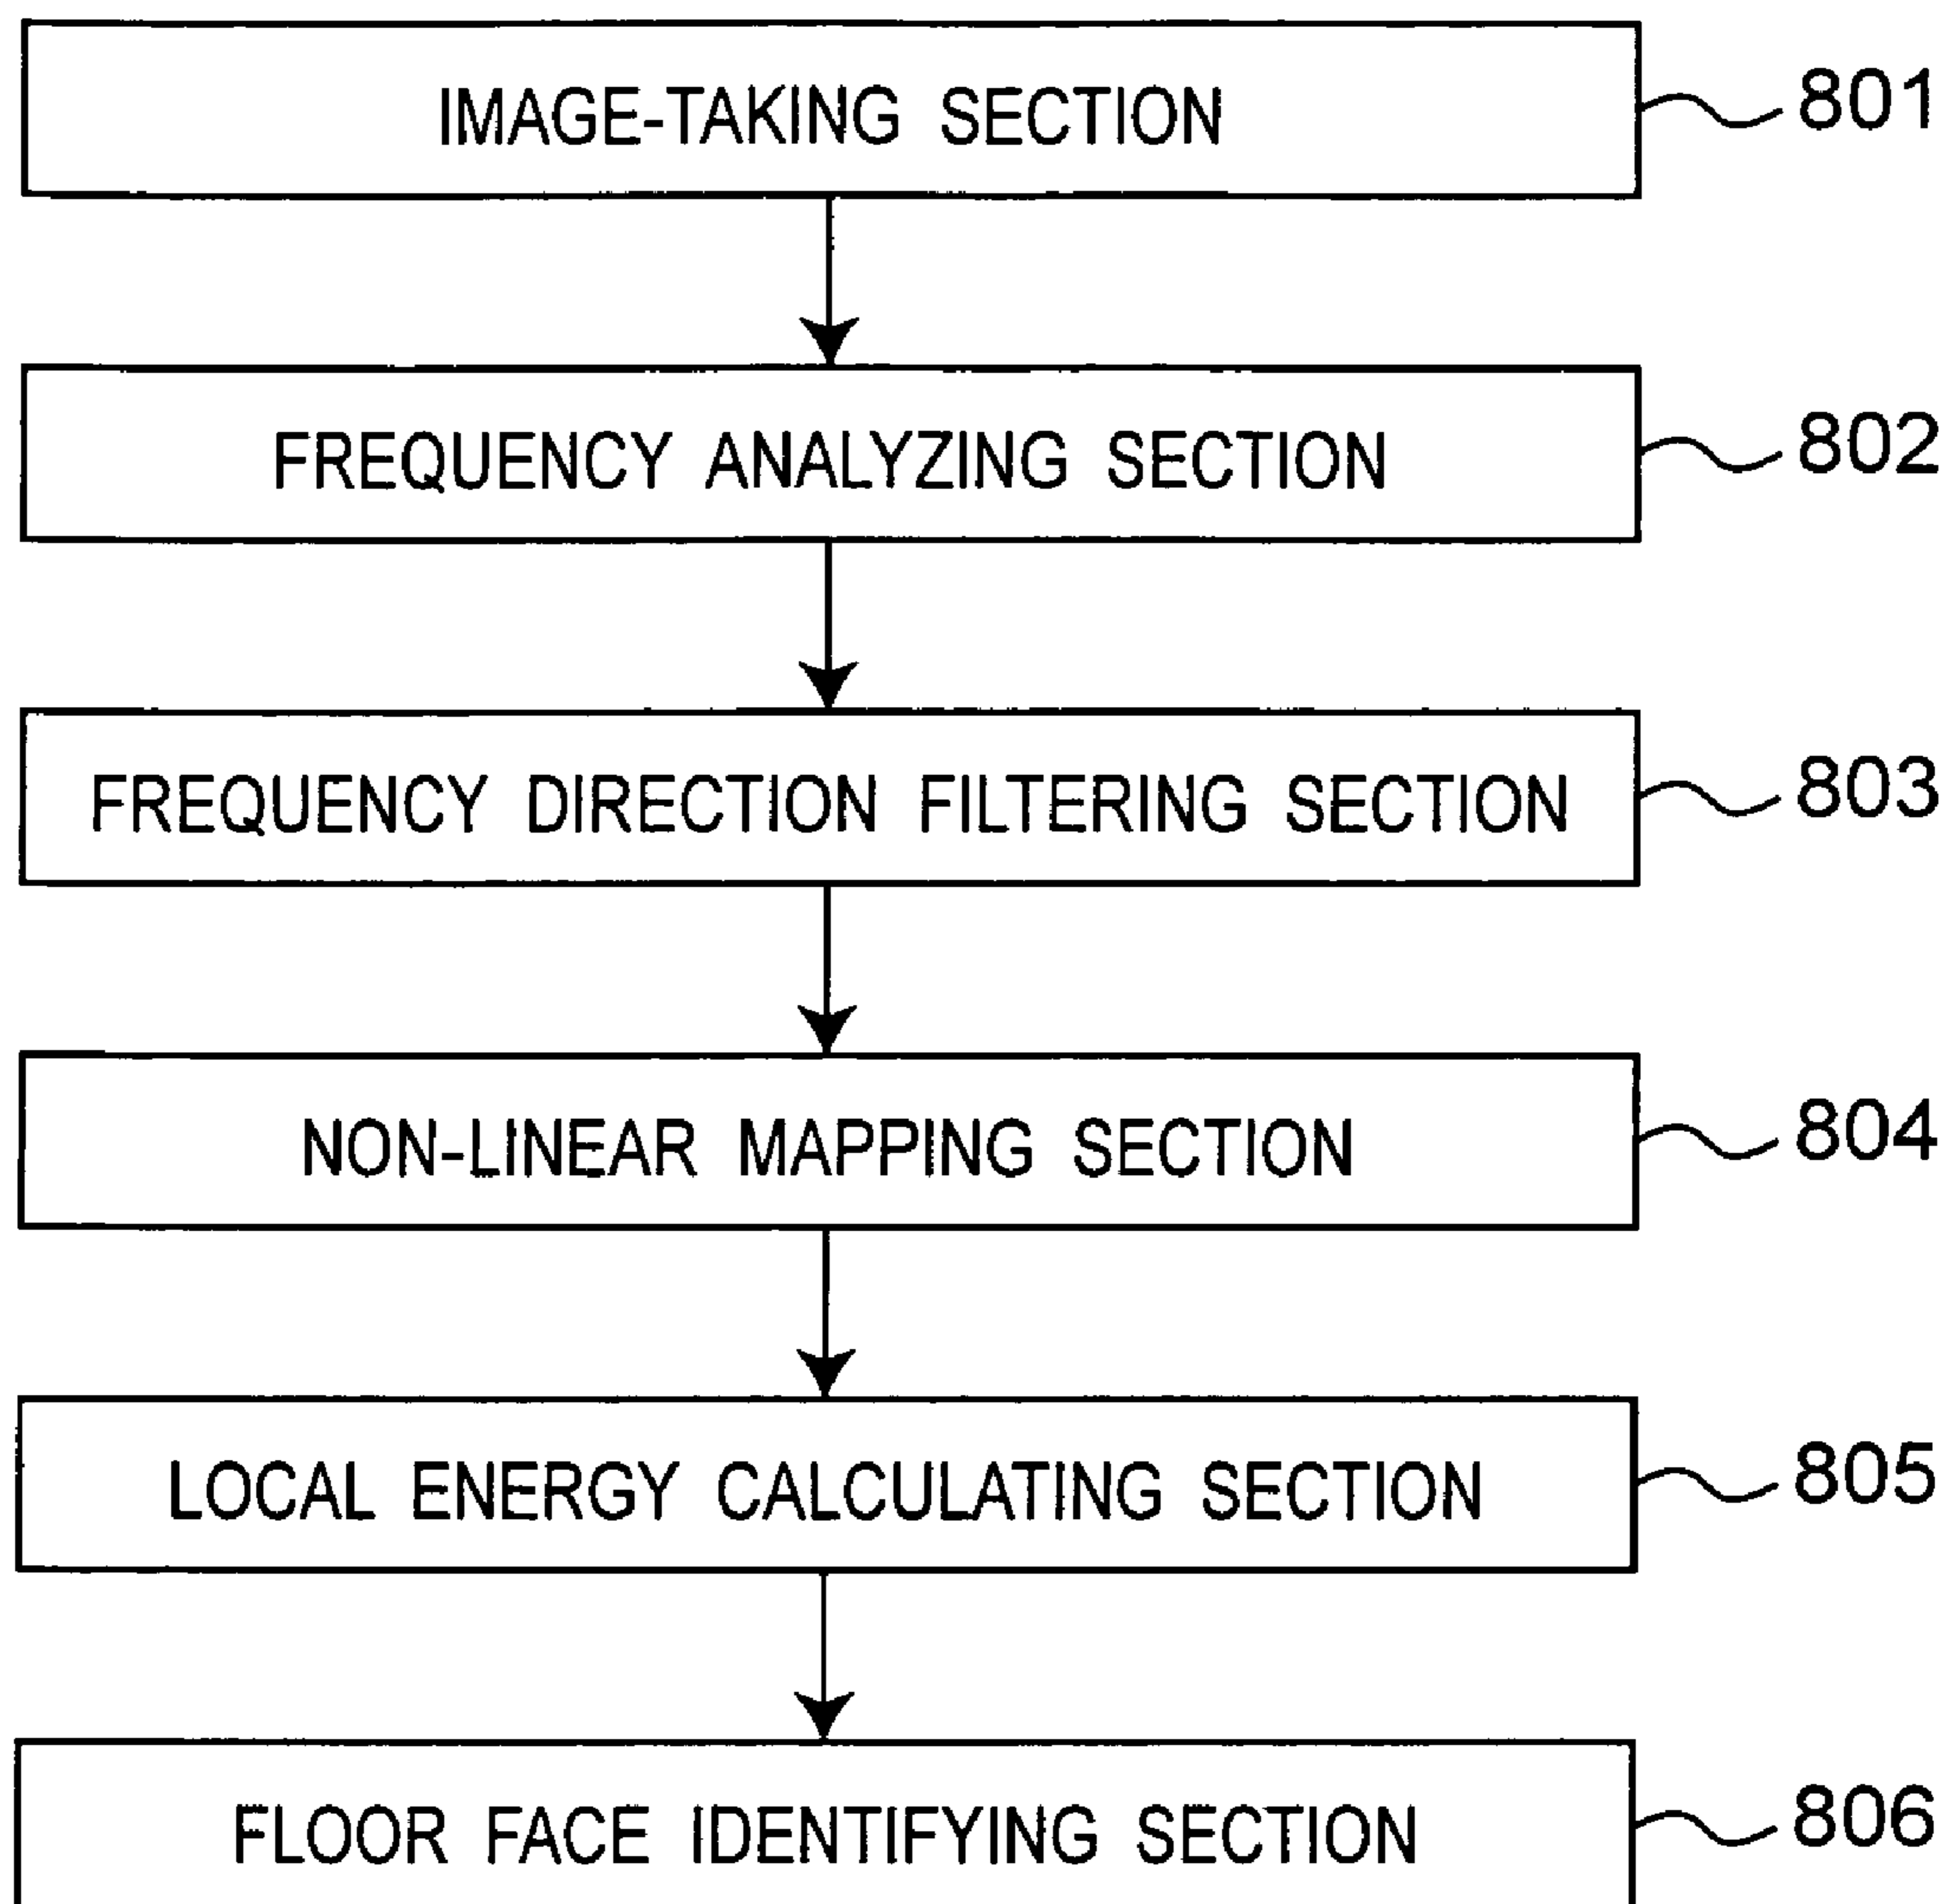 IMAGE-TAKING SECTION 801
FREQUENCY ANALYZING SECTION 802
FREQUENCY DIRECTION FILTERING SECTION 803
NON-LINEAR MAPPING SECTION 804
LOCAL ENERGY CALCULATING SECTION 805
FLOOR FACE IDENTIFYING SECTION 806